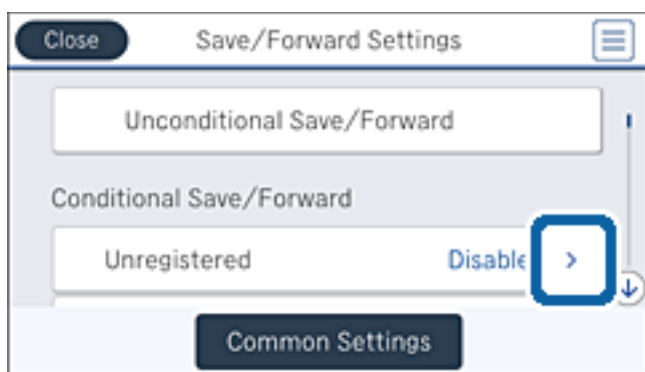 Close Save/Forward Settings
Unconditional Save/Forward
Conditional Save/Forward
Unregistered Disable
Common Settings